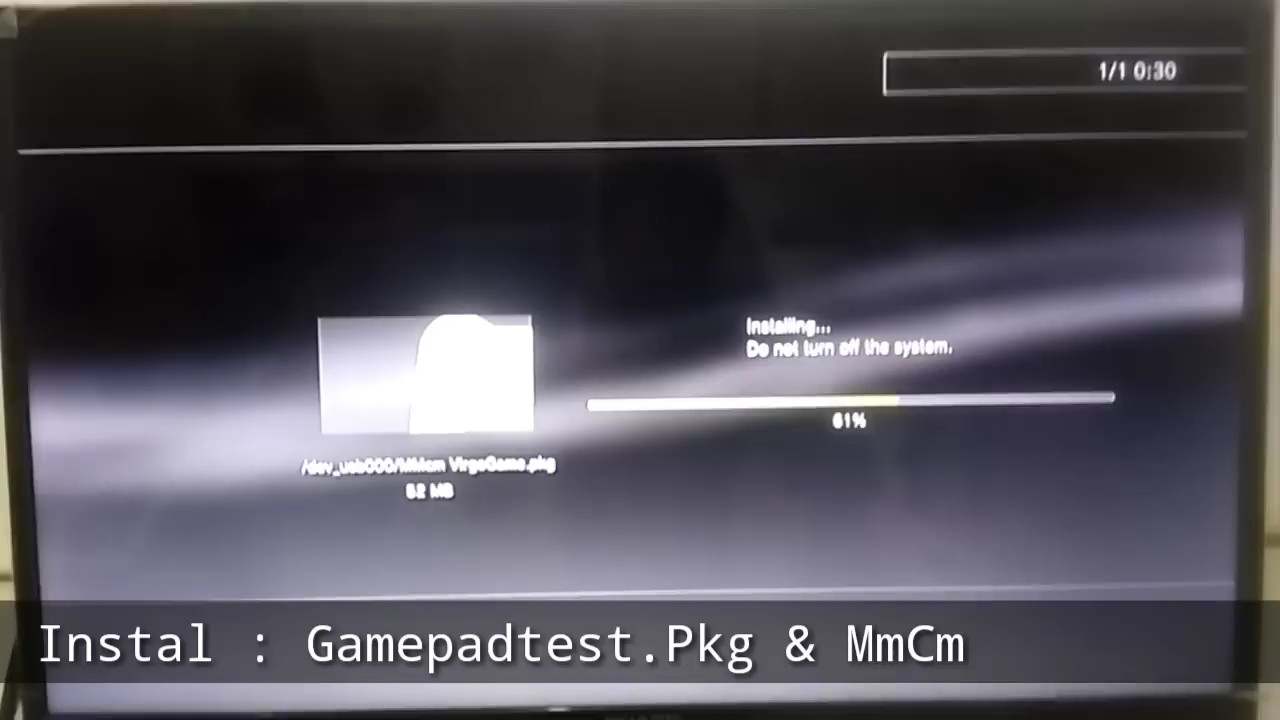 1/1 0:30
Installing...
Do not turn off the system.
61%
/dev_usb000/MMcm VirgoGame.pkg
52 MB
Instal : Gamepadtest.Pkg & MmCm